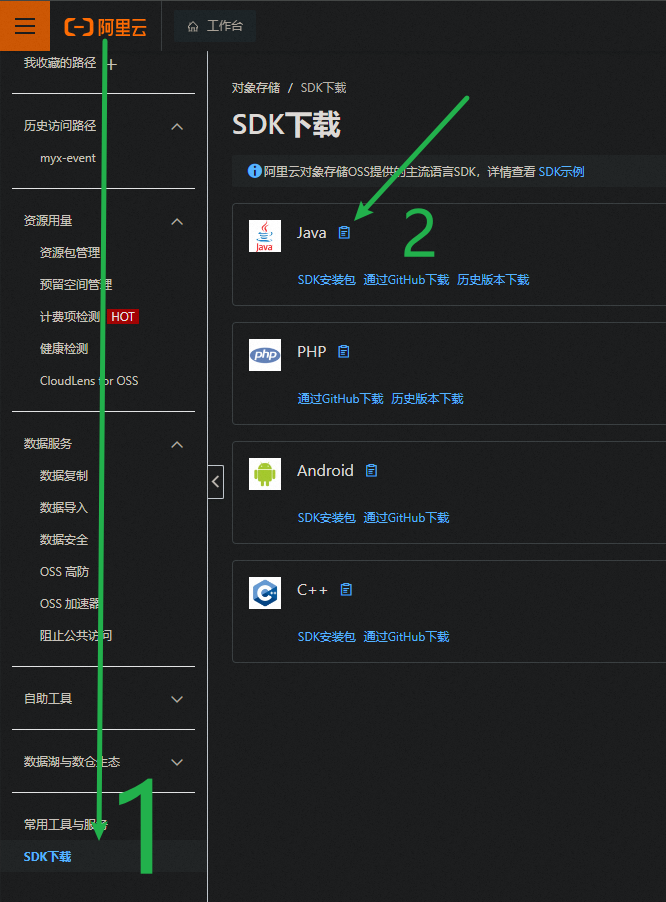 阿里云
工作台
我收藏的路径
历史访问路径
myx-event
资源用量
资源包管理
预留空间管理
计费项检测 HOT
健康检测
CloudLens for OSS
数据服务
数据复制
数据导入
数据安全
OSS 高防
OSS 加速器
阻止公共访问
自助工具
数据湖与数仓生态
常用工具与服务
SDK下载
1
对象存储 / SDK下载
SDK下载
阿里云对象存储OSS提供的主流语言SDK，详情查看 SDK示例
Java
Java
2
SDK安装包 通过GitHub下载 历史版本下载
php
PHP
通过GitHub下载 历史版本下载
Android
SDK安装包 通过GitHub下载
C++
C++
SDK安装包 通过GitHub下载